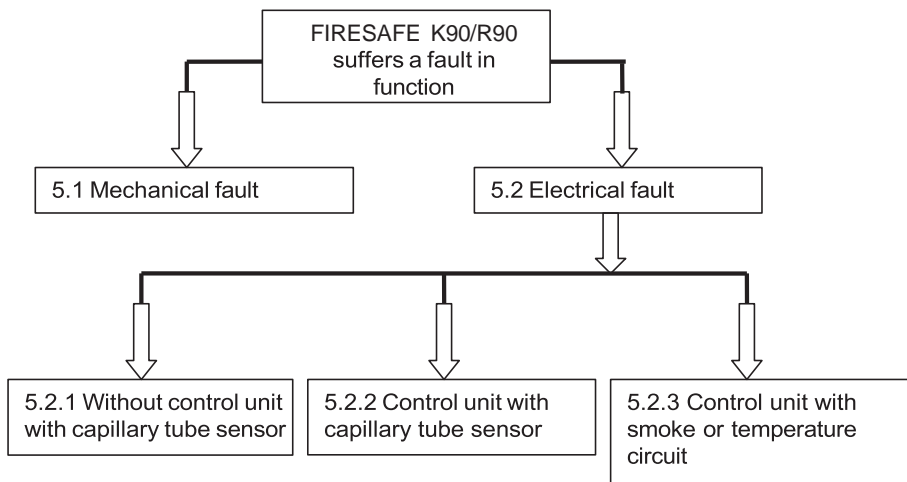 FIRESAFE K90/R90
suffers a fault in
function
5.1 Mechanical fault
5.2 Electrical fault
5.2.1 Without control unit
with capillary tube sensor
5.2.2 Control unit with
capillary tube sensor
5.2.3 Control unit with
smoke or temperature
circuit